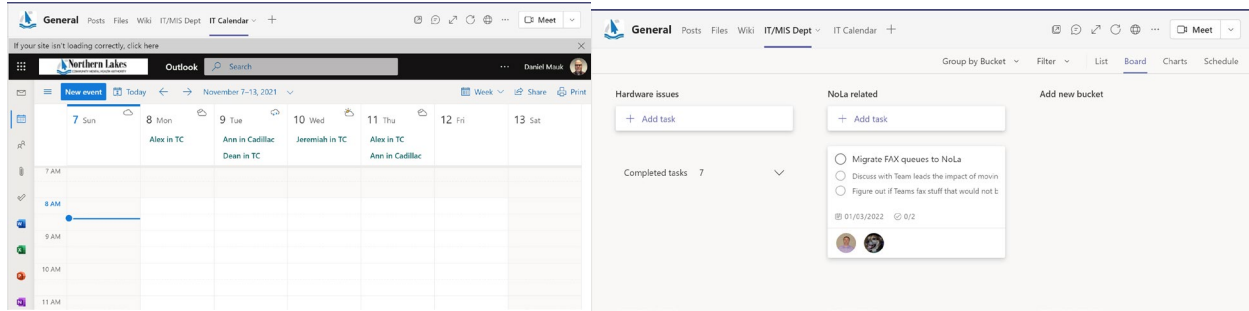 General Posts Files Wiki IT/MIS Dept IT Calendar
Meet
If your site isn't loading correctly, click here
Northern Lakes
Outlook
Search
Daniel Mauk
New event
Today
November 7–13, 2021
Week
Share
Print
7 Sun
8 Mon
9 Tue
10 Wed
11 Thu
12 Fri
13 Sat
Alex in TC
Ann in Cadillac
Jeremiah in TC
Alex in TC
Dean in TC
Ann in Cadillac
7 AM
8 AM
9 AM
10 AM
11 AM
General Posts Files Wiki IT/MIS Dept IT Calendar
Meet
Group by Bucket
Filter
List
Board
Charts
Schedule
Hardware issues
NoLa related
Add new bucket
+ Add task
+ Add task
Completed tasks 7
Migrate FAX queues to NoLa
Discuss with Team leads the impact of movin
Figure out if Teams fax stuff that would not b
01/03/2022
0/2